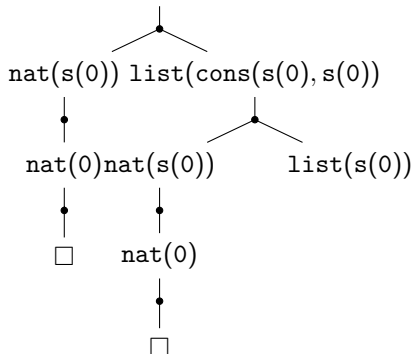 nat(s(0)) list(cons(s(0), s(0))
nat(0)nat(s(0)) list(s(0))
□ nat(0)
□